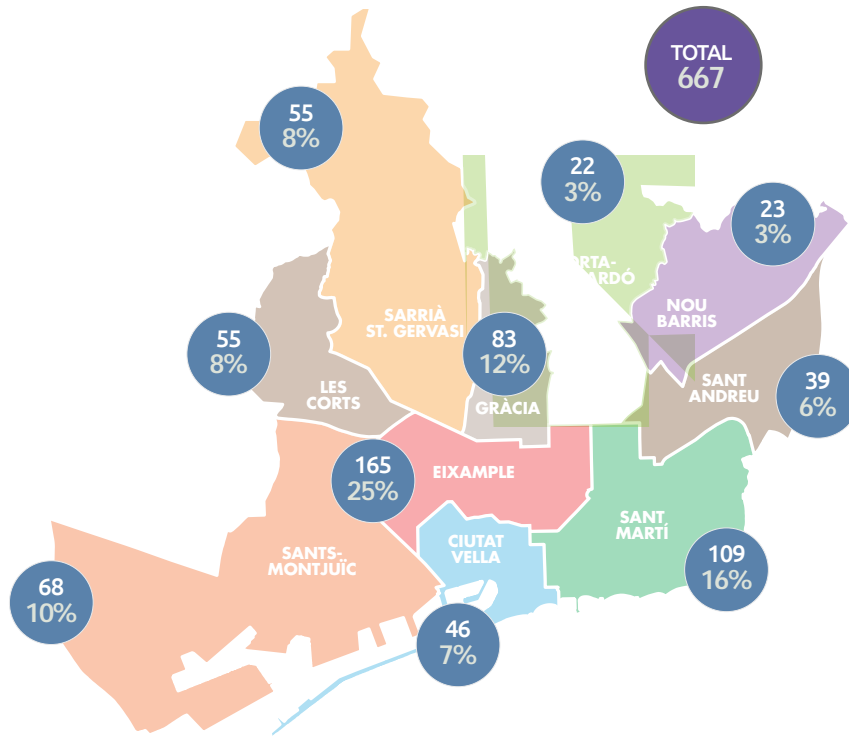 TOTAL
667
55
8%
22
3%
23
3%
ORTA-
ARDÓ
NOU
BARRIS
SARRIÀ
ST. GERVASI
55
8%
83
12%
LES
CORTS
GRÀCIA
SANT
ANDREU
39
6%
165
25%
EIXAMPLE
SANT
MARTÍ
CIUTAT
VELLA
SANTS-
MONTJUÏC
109
16%
68
10%
46
7%